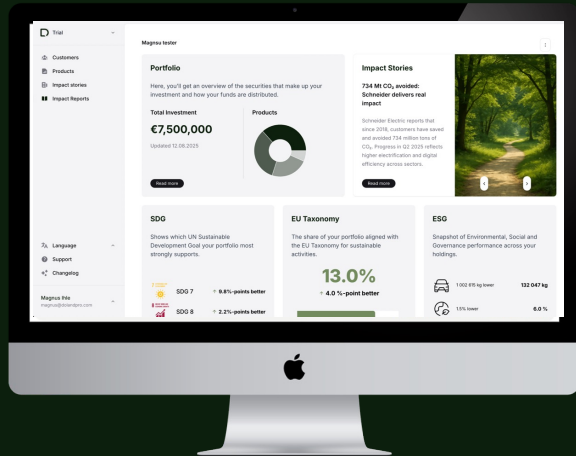 Trial
Customers
Products
Impact stories
Impact Reports
Language
Support
Changelog
Magnus Ihle
Magnsu tester
Portfolio
Here, you'll get an overview of the securities that make up your
investment and how your funds are distributed.
Total Investment
€7,500,000
Updated 12.08.2025
Read more
Products
Impact Stories
734 Mt CO₂ avoided:
Schneider delivers real
impact
Schneider Electric reports that
since 2018, customers have saved
and avoided 734 million tons of
CO₂. Progress in Q2 2025 reflects
higher electrification and digital
efficiency across sectors.
Read more
SDG
Shows which UN Sustainable
Development Goal your portfolio most
strongly supports.
SDG 7 ↑ 9.8%-points better
SDG 8 ↑ 2.2%-points better
EU Taxonomy
The share of your portfolio aligned with
the EU Taxonomy for sustainable
activities.
13.0%
↑ 4.0 %-point better
ESG
Snapshot of Environmental, Social and
Governance performance across your
holdings.
kg lower 132 047 kg
1.5% lower 6.0 %